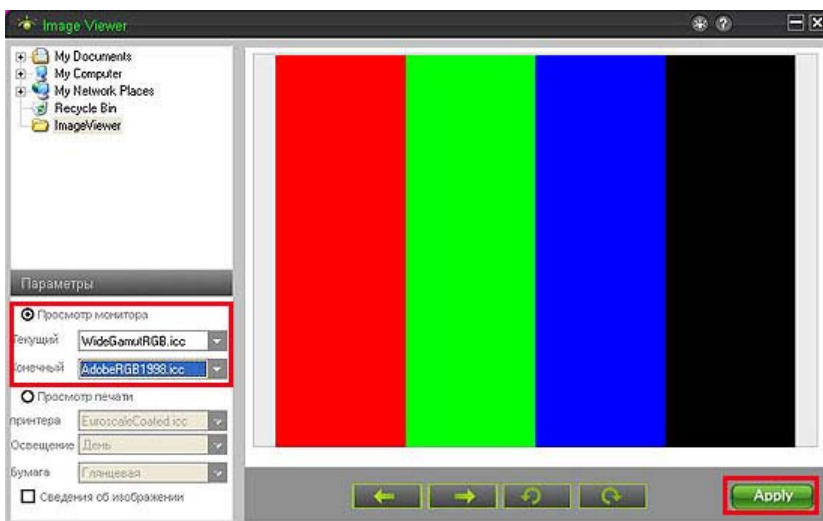 Image Viewer
My Documents
My Computer
My Network Places
Recycle Bin
ImageViewer
Параметры
Просмотр монитора
Текущий WideGamutRGB.icc
Конечный AdobeRGB1998.icc
Просмотр печати
принтера EuroscaleCoated.icc
Освещение День
Бумага Глянцевая
Сведения об изображении
Apply